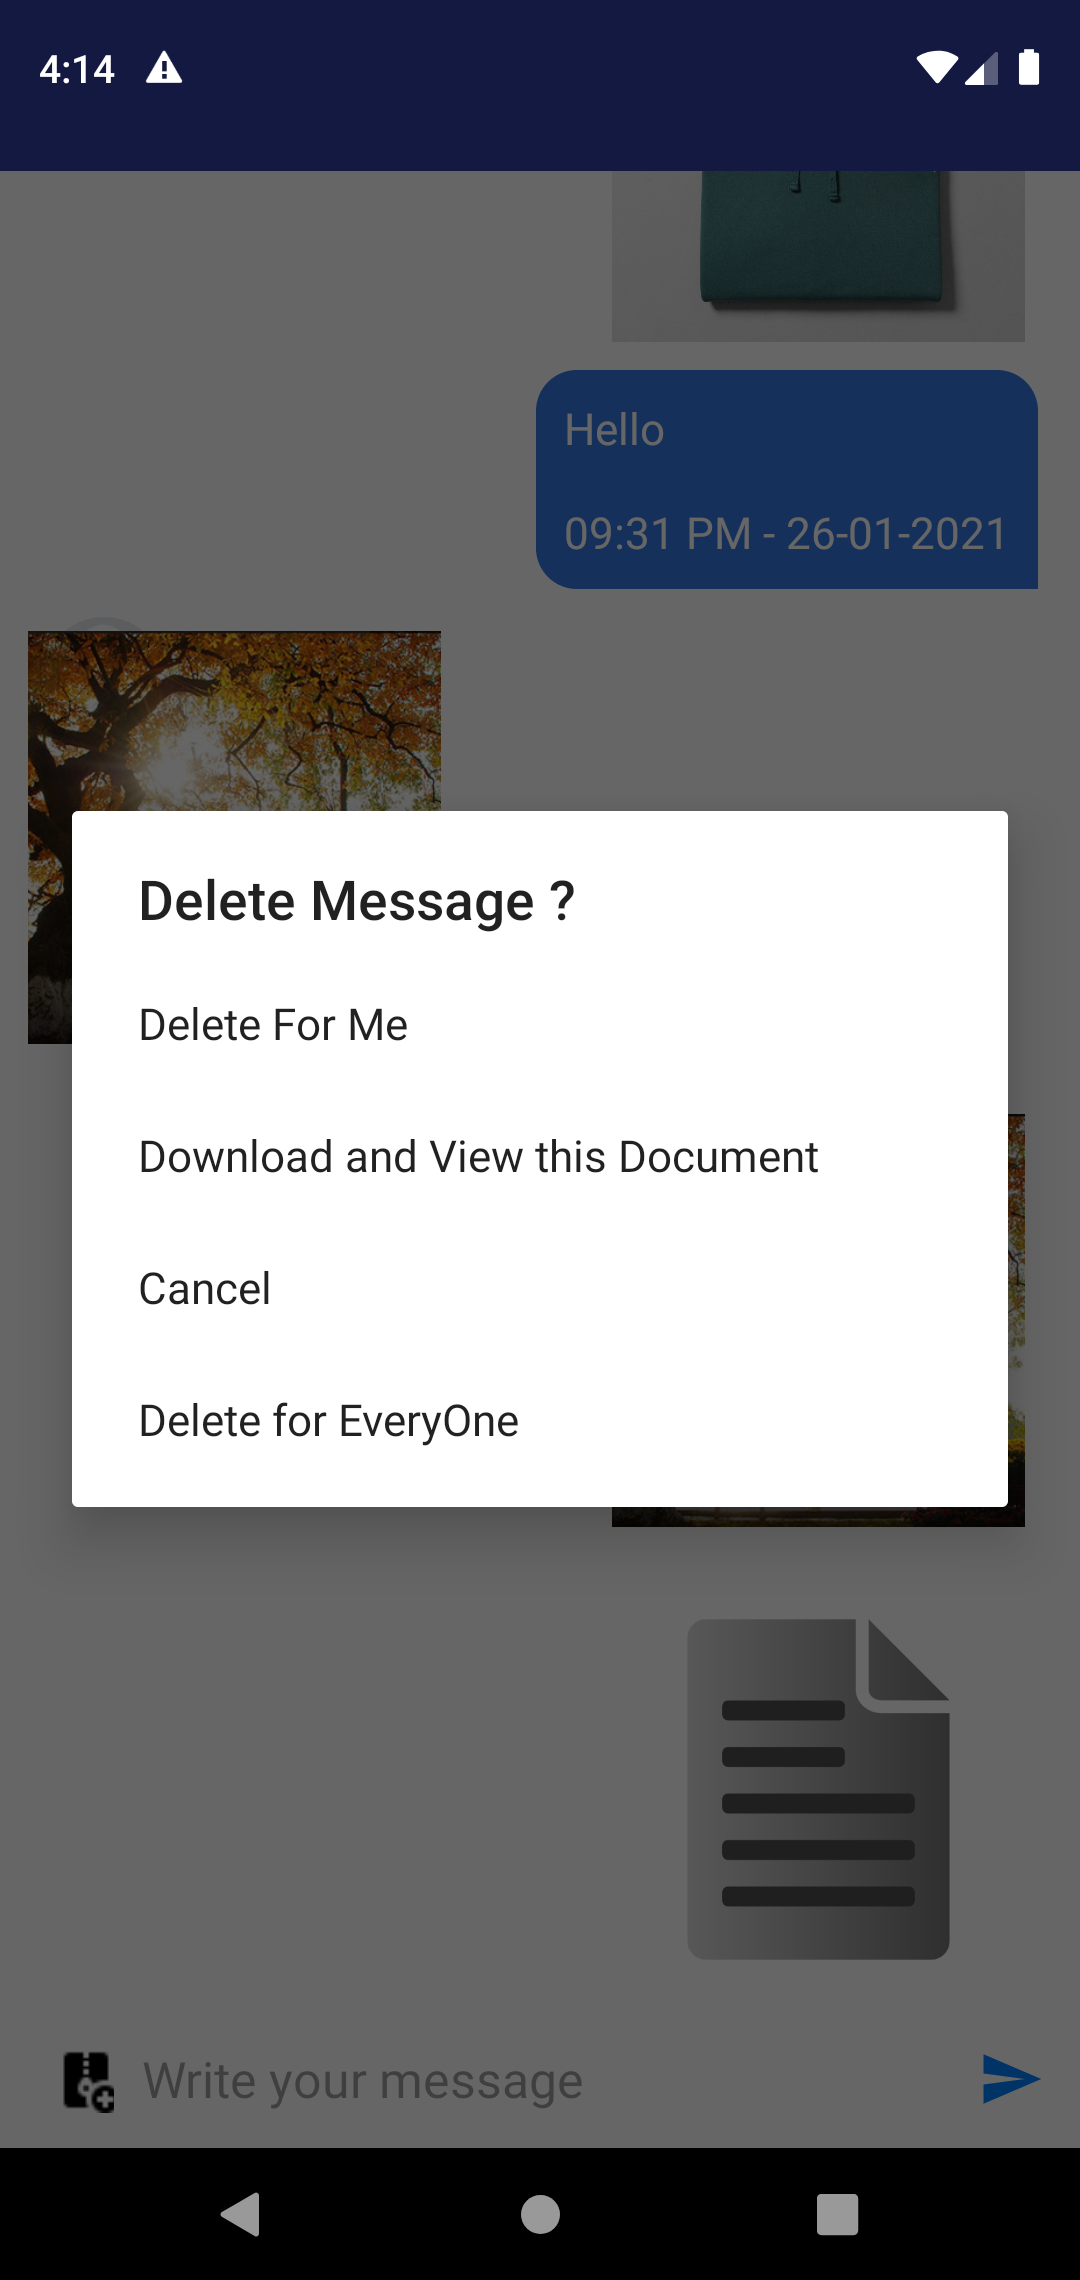 4:14
Hello
09:31 PM - 26-01-2021
Delete Message ?
Delete For Me
Download and View this Document
Cancel
Delete for EveryOne
Write your message